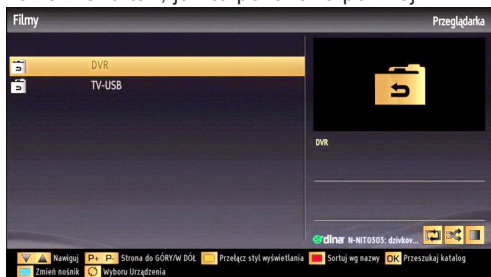 Filmy
Przeglądarka
DVR
TV-USB
DVR
dlna N-NIT0303: dzivkov...
Nawiguj P+ P- Strona do GÓRY/W DÓŁ Przełącz styl wyświetlania Sortuj wg nazwy OK Przeszukaj katalog
Zmień nośnik Wyboru Urządzenia